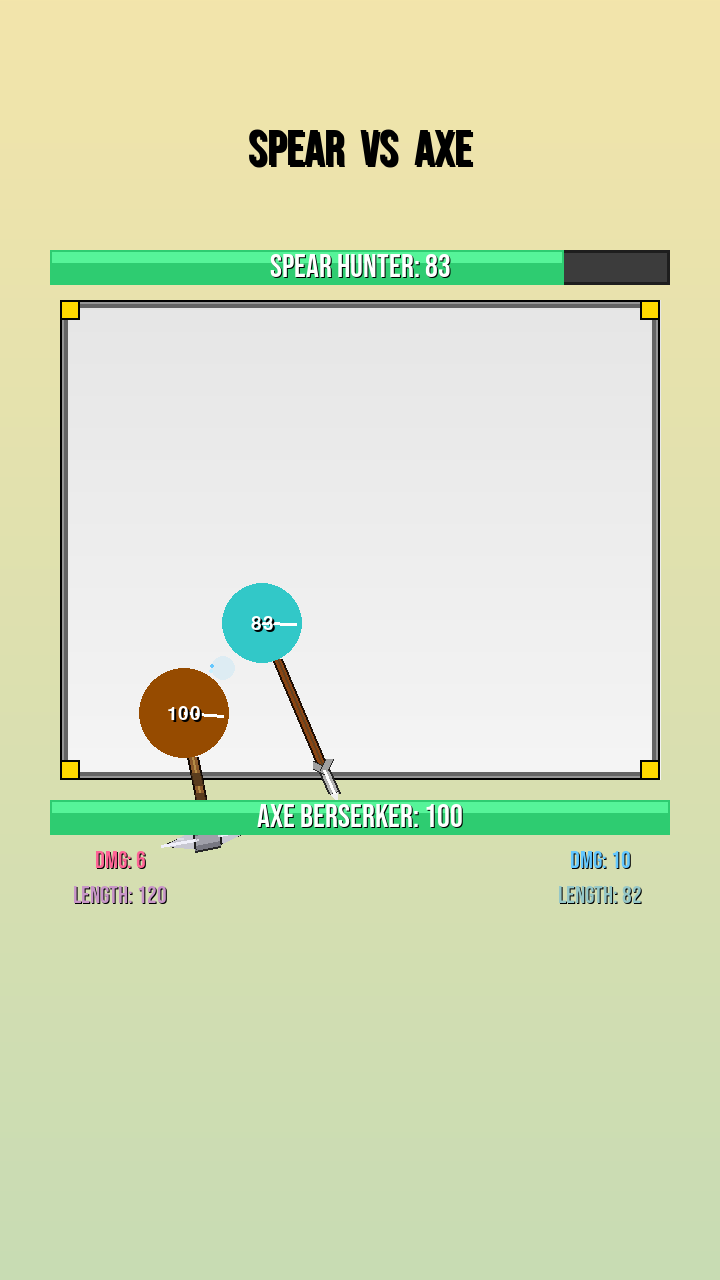 SPEAR VS AXE
SPEAR HUNTER: 83
83
100
AXE BERSERKER: 100
DMG: 6
DMG: 10
LENGTH: 120
LENGTH: 82